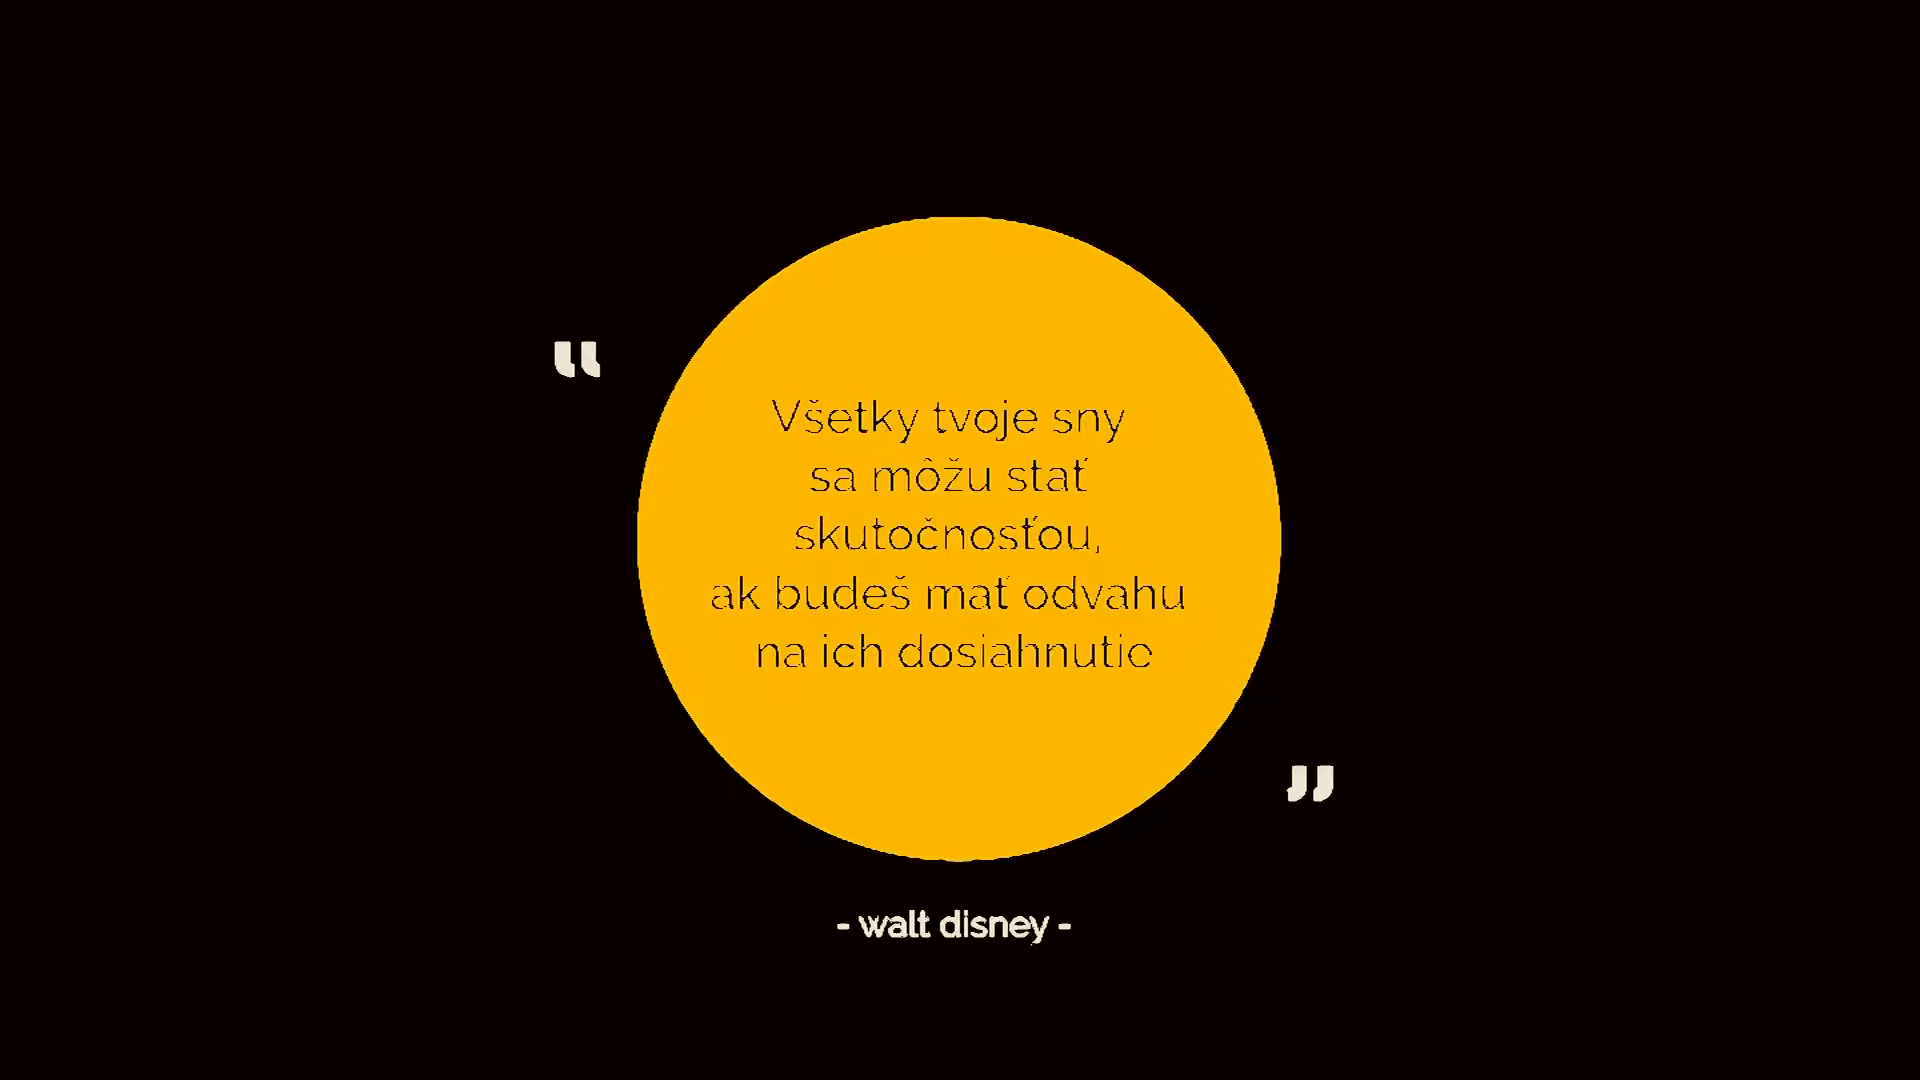 “
Všetky tvoje sny
sa môžu stať
skutočnosťou,
ak budeš mať odvahu
na ich dosiahnutie
”
- walt disney -